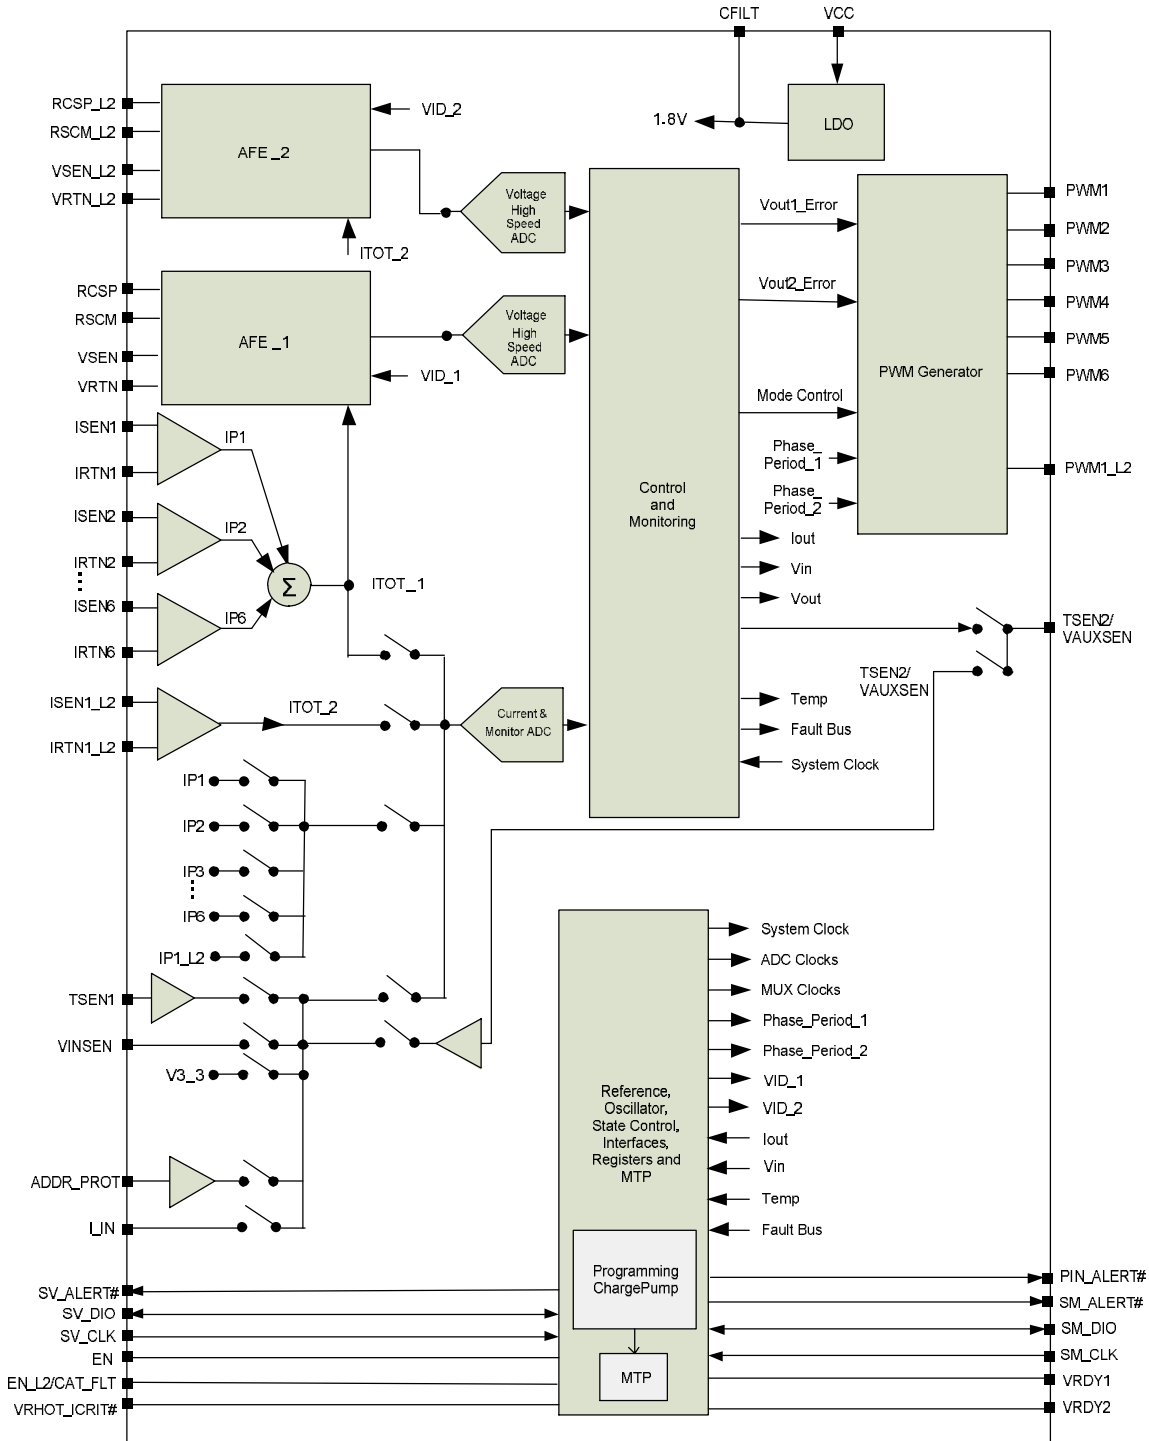 CFILT
VCC
RCSP_L2
RSCM_L2
VSEN_L2
VRTN_L2
AFE _2
VID_2
ITOT_2
Voltage
High
Speed
ADC
1.8V
LDO
RCSP
RSCM
VSEN
VRTN
AFE _1
VID_1
Voltage
High
Speed
ADC
Control
and
Monitoring
Vout1_Error
Vout2_Error
Mode Control
Phase_
Period_1
Phase_
Period_2
PWM Generator
PWM1
PWM2
PWM3
PWM4
PWM5
PWM6
PWM1_L2
ISEN1
IRTN1
IP1
ISEN2
IRTN2
IP2
ISEN6
IRTN6
IP6
Σ
ITOT_1
Iout
Vin
Vout
TSEN2/
VAUXSEN
TSEN2/
VAUXSEN
ISEN1_L2
IRTN1_L2
ITOT_2
Current &
Monitor ADC
Temp
Fault Bus
System Clock
IP1
IP2
IP3
IP6
IP1_L2
TSEN1
VINSEN
V3_3
ADDR_PROT
I_IN
System Clock
ADC Clocks
MUX Clocks
Phase_Period_1
Phase_Period_2
VID_1
VID_2
Iout
Vin
Temp
Fault Bus
Reference,
Oscillator,
State Control,
Interfaces,
Registers and
MTP
Programming
ChargePump
MTP
SV_ALERT#
SV_DIO
SV_CLK
EN
EN_L2/CAT_FLT
VRHOT_ICRIT#
PIN_ALERT#
SM_ALERT#
SM_DIO
SM_CLK
VRDY1
VRDY2